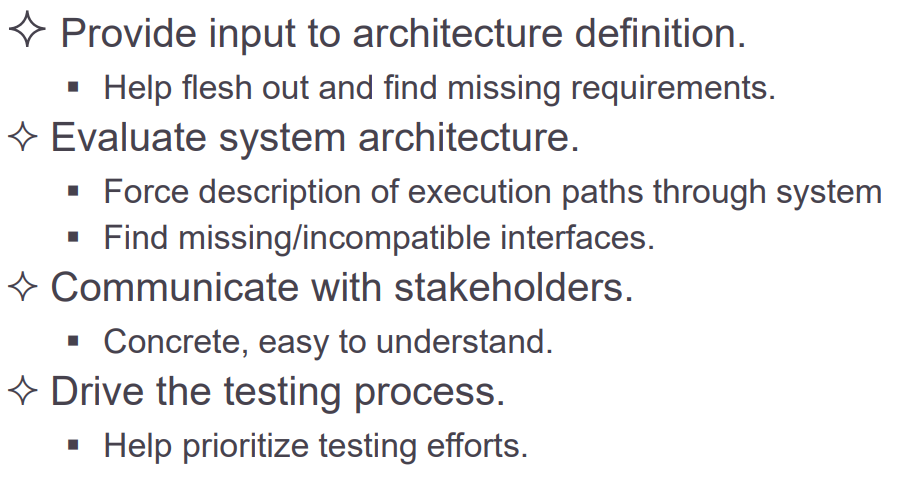 ✧ Provide input to architecture definition.
▪ Help flesh out and find missing requirements.
✧ Evaluate system architecture.
▪ Force description of execution paths through system
▪ Find missing/incompatible interfaces.
✧ Communicate with stakeholders.
▪ Concrete, easy to understand.
✧ Drive the testing process.
▪ Help prioritize testing efforts.